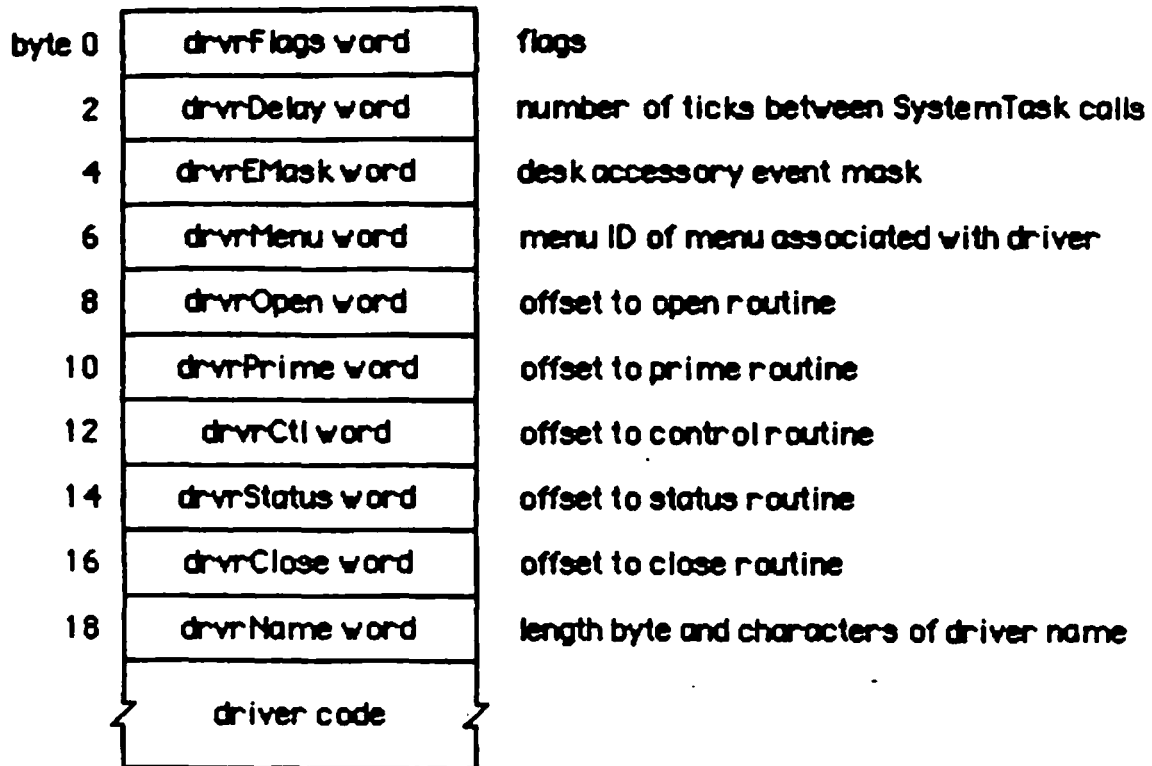 byte 0 drvrFlags word flags
2 drvrDelay word number of ticks between SystemTask calls
4 drvrEMask word desk accessory event mask
6 drvrMenu word menu ID of menu associated with driver
8 drvrOpen word offset to open routine
10 drvrPrime word offset to prime routine
12 drvrCtl word offset to control routine
14 drvrStatus word offset to status routine
16 drvrClose word offset to close routine
18 drvrName word length byte and characters of driver name
driver code